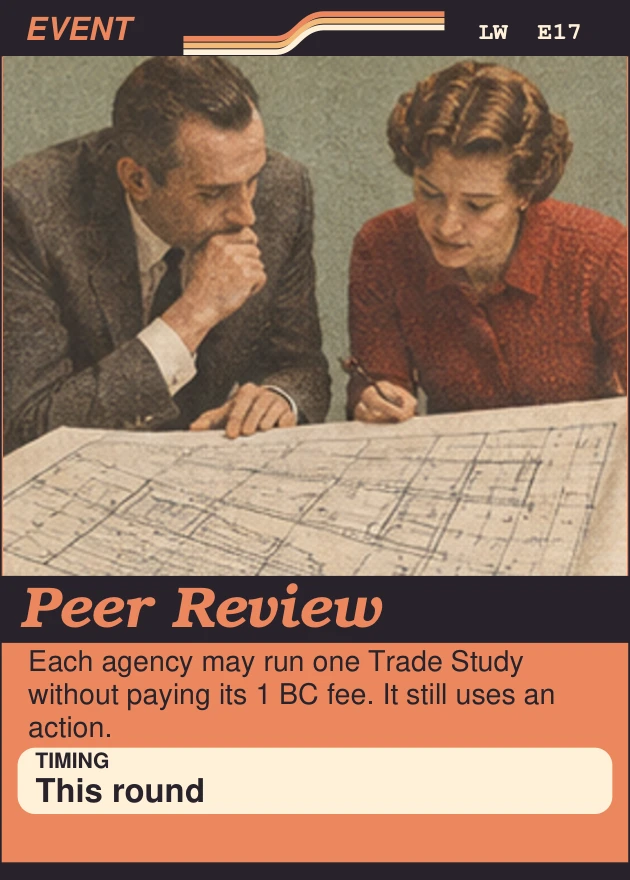 EVENT
LW E17
Peer Review
Each agency may run one Trade Study
without paying its 1 BC fee. It still uses an
action.
TIMING
This round